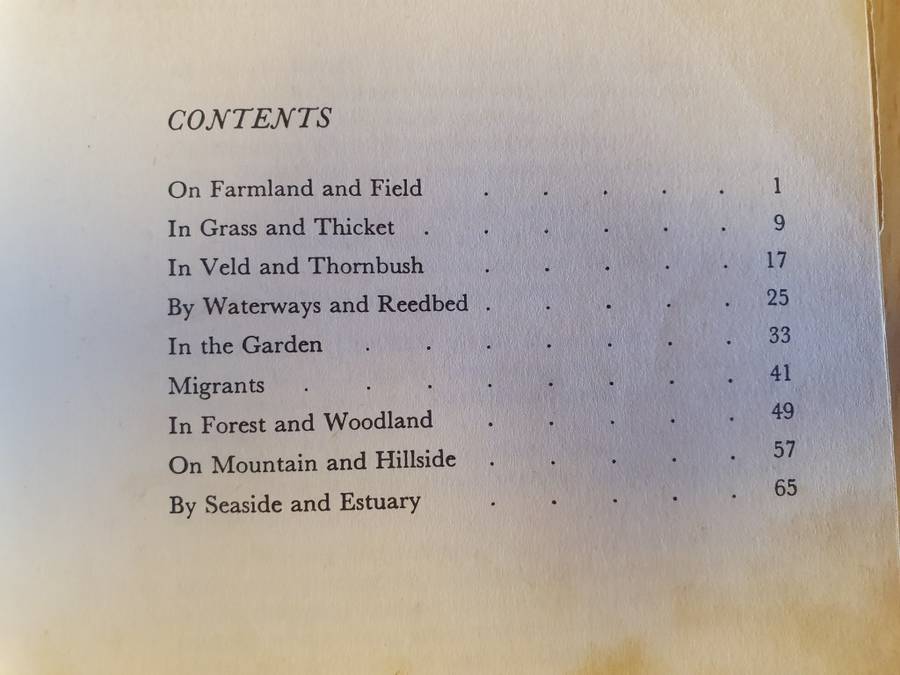 CONTENTS
On Farmland and Field . . . . . 1
In Grass and Thicket . . . . . . 9
In Veld and Thornbush . . . . . 17
By Waterways and Reedbed . . . . . 25
In the Garden . . . . . . . 33
Migrants . . . . . . . . 41
In Forest and Woodland . . . . . 49
On Mountain and Hillside . . . . . 57
By Seaside and Estuary . . . . . 65